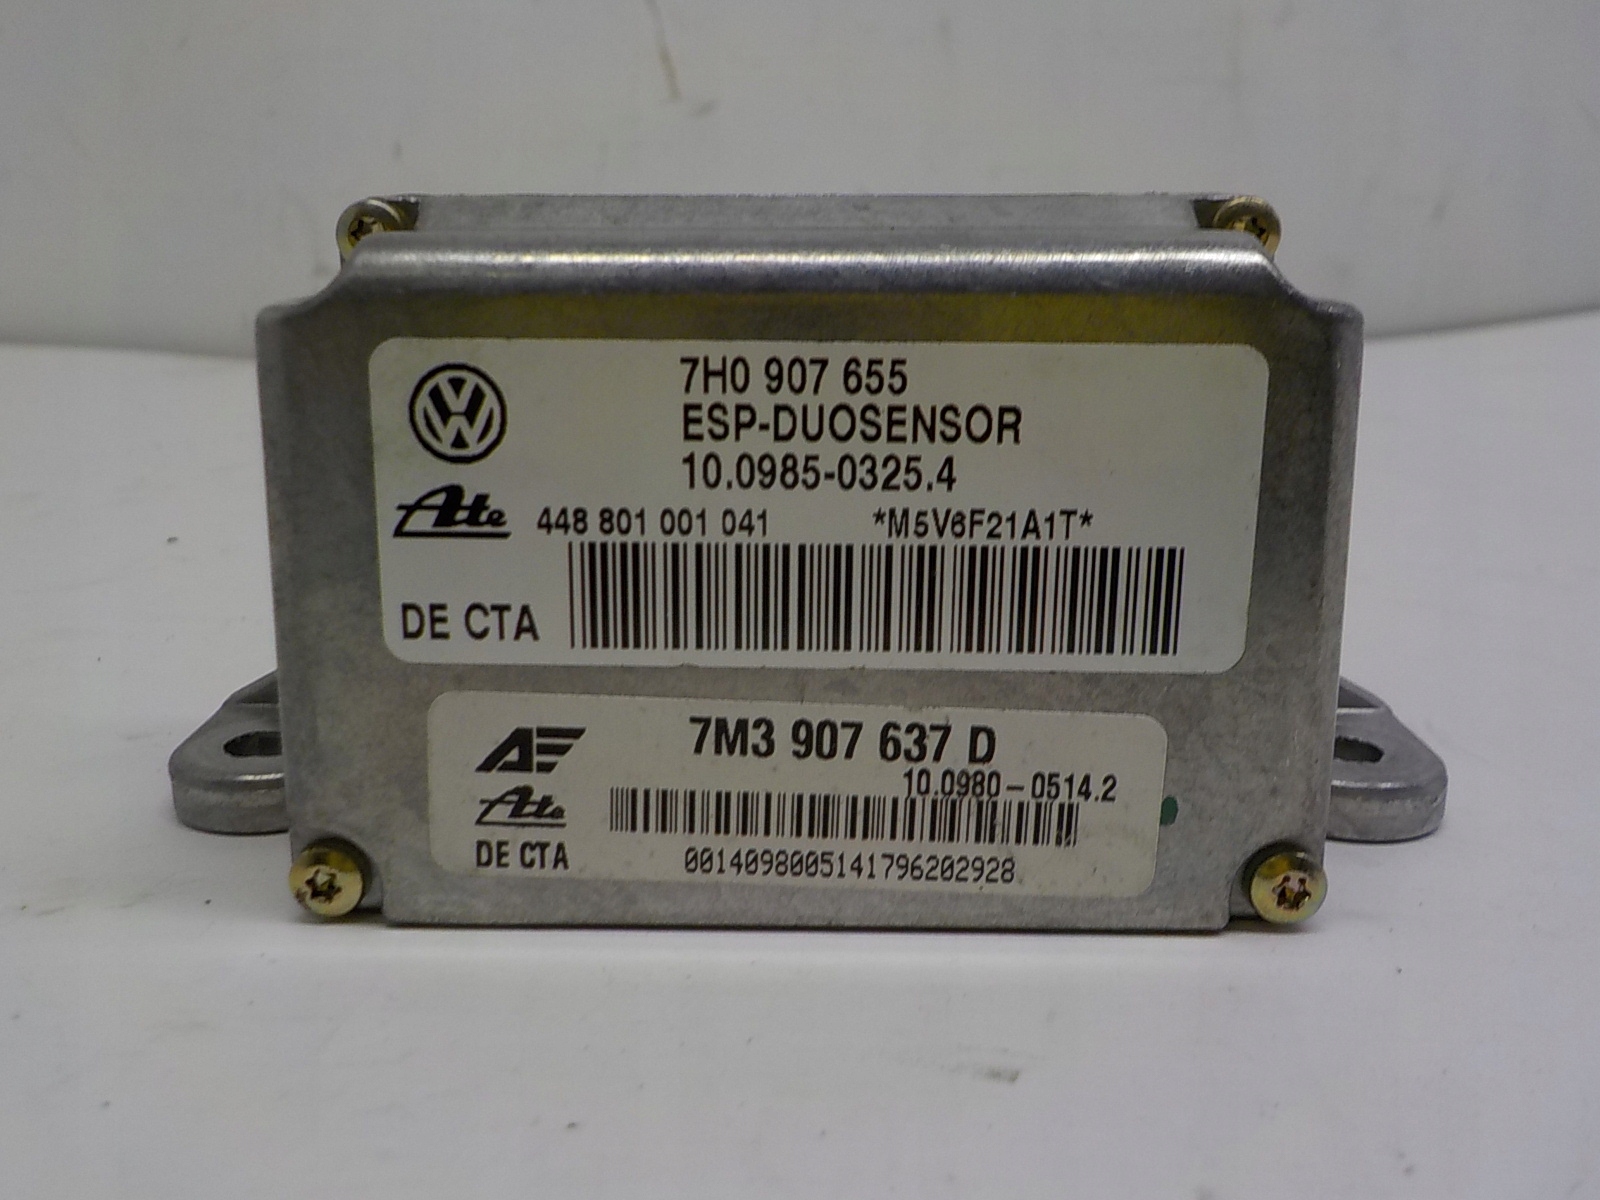 7H0 907 655
ESP-DUOSENSOR
10.0985-0325.4
Ate 448 801 001 041 *M5V6F21A1T*
DE CTA
7M3 907 637 D
10.0980-0514.2
Ate
DE CTA
0014098005141796202928